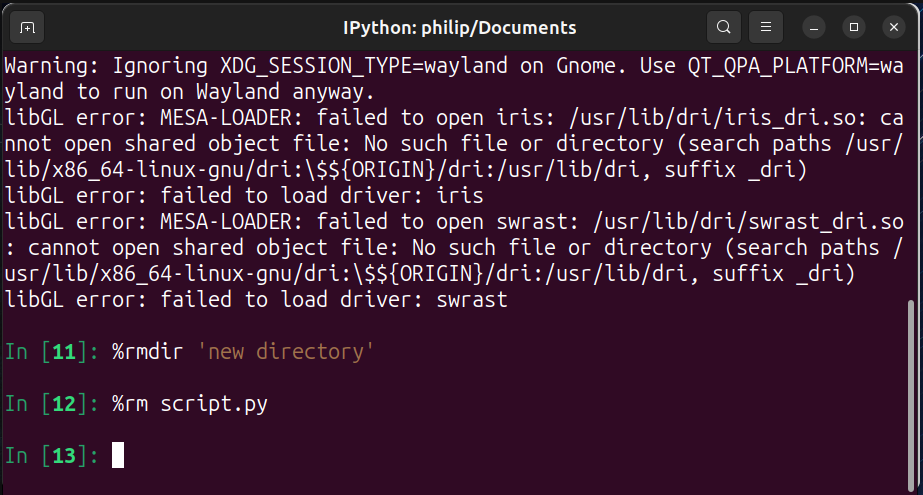 IPython: philip/Documents
Warning: Ignoring XDG_SESSION_TYPE=wayland on Gnome. Use QT_QPA_PLATFORM=wa
yland to run on Wayland anyway.
libGL error: MESA-LOADER: failed to open iris: /usr/lib/dri/iris_dri.so: ca
nnot open shared object file: No such file or directory (search paths /usr/
lib/x86_64-linux-gnu/dri:\$${ORIGIN}/dri:/usr/lib/dri, suffix _dri)
libGL error: failed to load driver: iris
libGL error: MESA-LOADER: failed to open swrast: /usr/lib/dri/swrast_dri.so
: cannot open shared object file: No such file or directory (search paths /
usr/lib/x86_64-linux-gnu/dri:\$${ORIGIN}/dri:/usr/lib/dri, suffix _dri)
libGL error: failed to load driver: swrast
In [11]: %rmdir 'new directory'
In [12]: %rm script.py
In [13]: